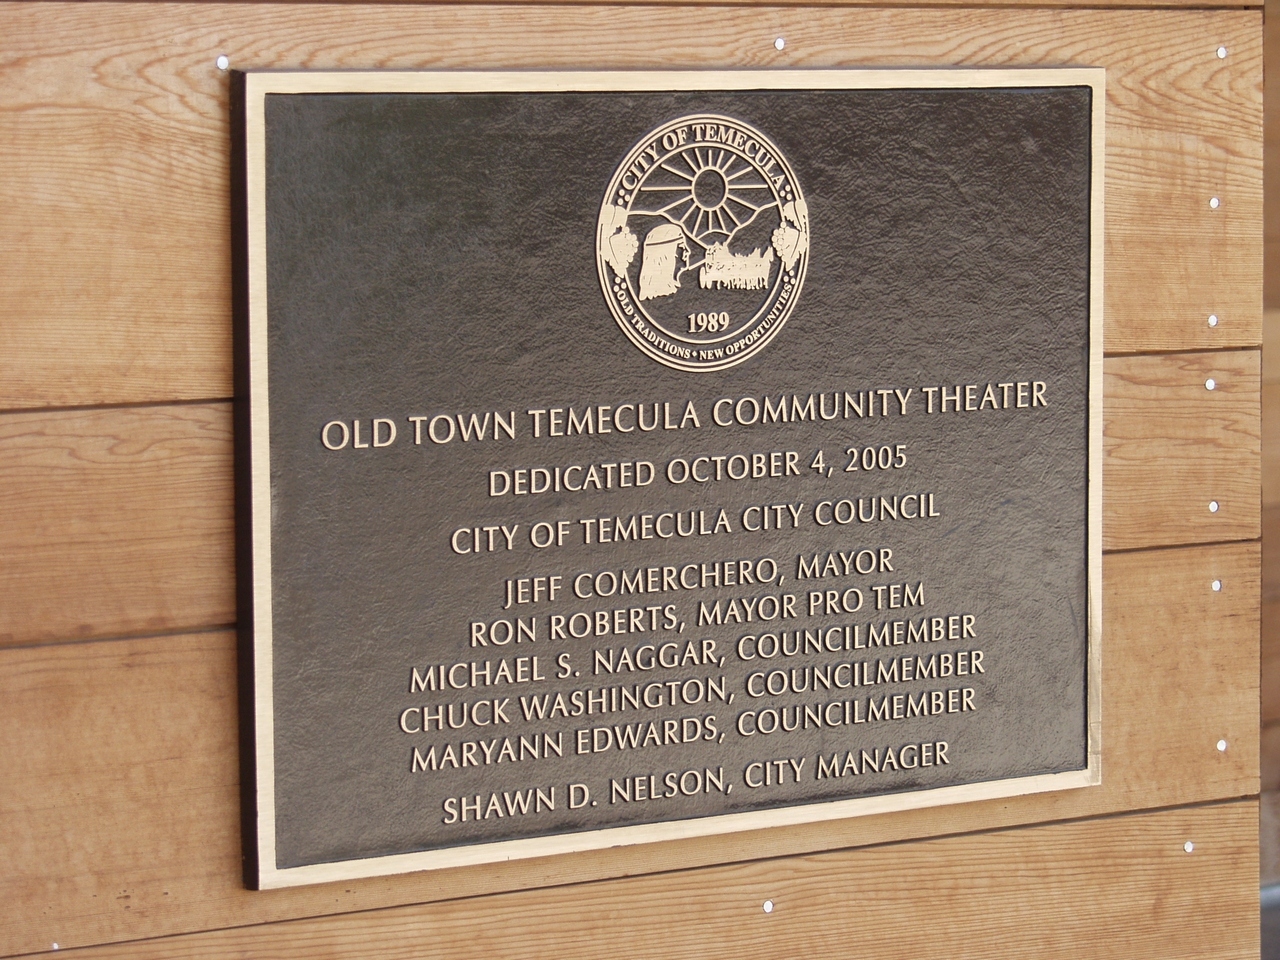 CITY OF TEMECULA
1989
OLD TRADITIONS • NEW OPPORTUNITIES
OLD TOWN TEMECULA COMMUNITY THEATER
DEDICATED OCTOBER 4, 2005
CITY OF TEMECULA CITY COUNCIL
JEFF COMERCHERO, MAYOR
RON ROBERTS, MAYOR PRO TEM
MICHAEL S. NAGGAR, COUNCILMEMBER
CHUCK WASHINGTON, COUNCILMEMBER
MARYANN EDWARDS, COUNCILMEMBER
SHAWN D. NELSON, CITY MANAGER